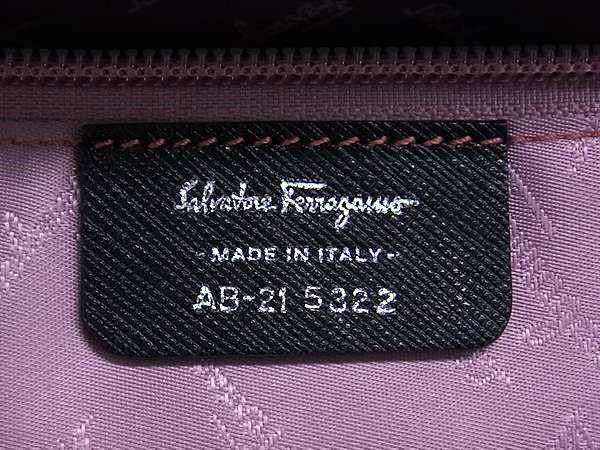 Salvatore Ferragamo
- MADE IN ITALY -
AB-21 5322